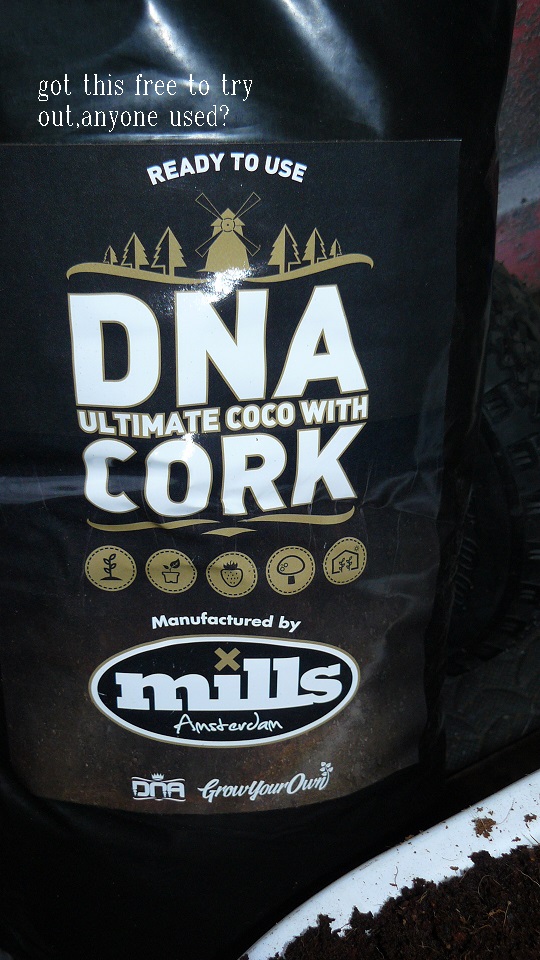 got this free to try
out,anyone used?
READY TO USE
DNA
ULTIMATE COCO WITH
CORK
Manufactured by
mills
Amsterdam
DNA GrowYourOwn